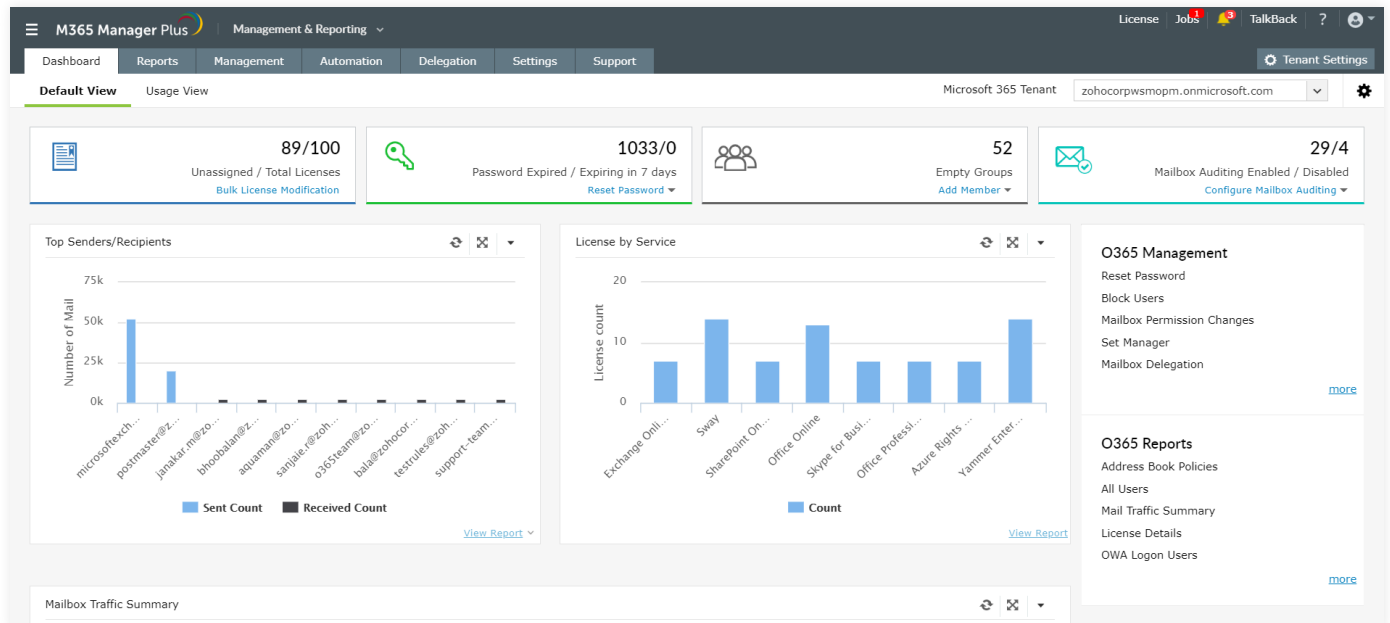 M365 Manager Plus Management & Reporting License Jobs 1 3 TalkBack ?
Dashboard Reports Management Automation Delegation Settings Support Tenant Settings
Default View Usage View Microsoft 365 Tenant zohocorpwsmopm.onmicrosoft.com
89/100
Unassigned / Total Licenses
Bulk License Modification
1033/0
Password Expired / Expiring in 7 days
Reset Password
52
Empty Groups
Add Member
29/4
Mailbox Auditing Enabled / Disabled
Configure Mailbox Auditing
Top Senders/Recipients
Number of Mail
75k
50k
25k
0k
microsoftexch...
postmaster@z...
janakar.m@zo...
bhoobalan@z...
aquaman@zo...
sanjaie.r@zoh...
o365team@zo...
bala@zohocor...
testrules@zoh...
support-team...
Sent Count Received Count
View Report
License by Service
License count
20
10
0
Exchange Onli...
Sway
SharePoint On...
Office Online
Skype for Busi...
Office Professi...
Azure Rights ...
Yammer Enter...
Count
View Report
O365 Management
Reset Password
Block Users
Mailbox Permission Changes
Set Manager
Mailbox Delegation
more
O365 Reports
Address Book Policies
All Users
Mail Traffic Summary
License Details
OWA Logon Users
more
Mailbox Traffic Summary